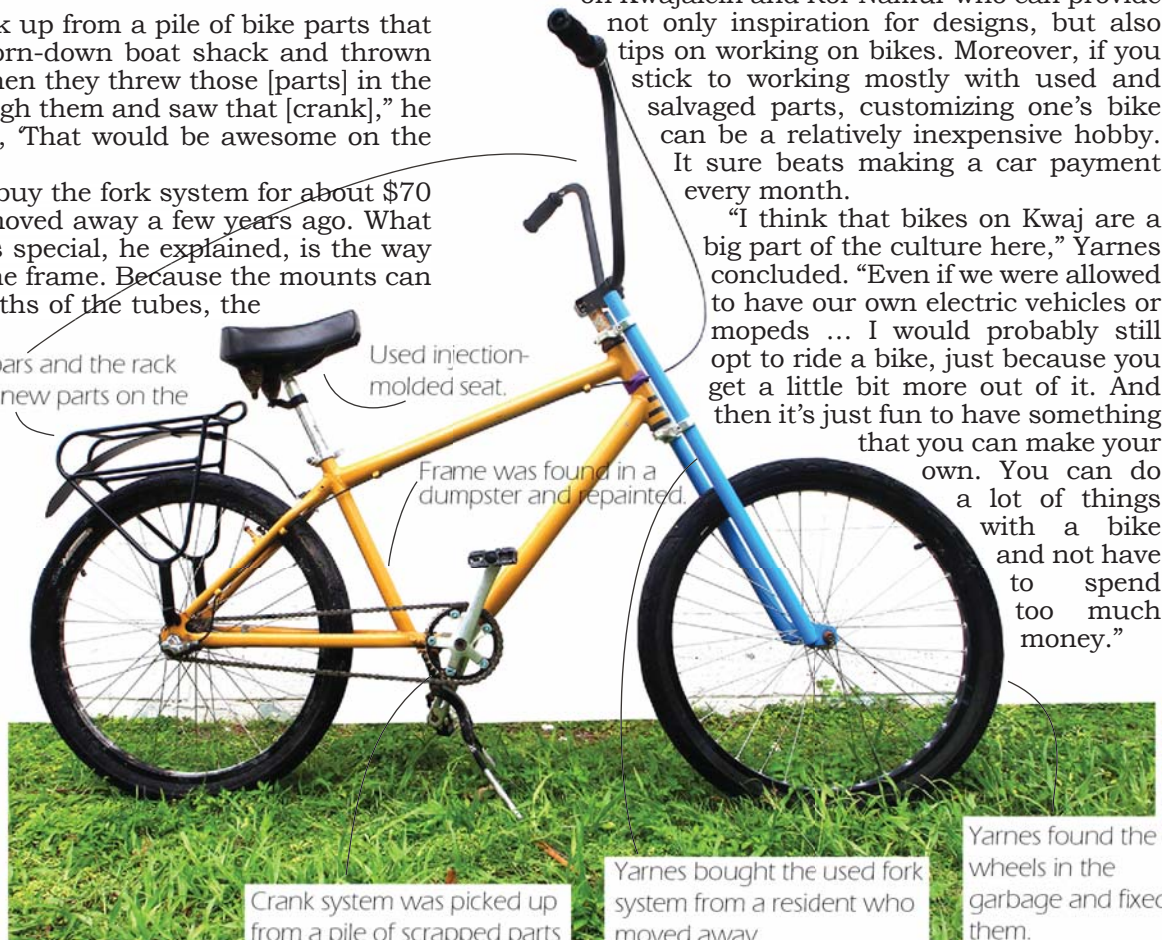 k up from a pile of bike parts that
orn-down boat shack and thrown
hen they threw those [parts] in the
gh them and saw that [crank],” he
, ‘That would be awesome on the
buy the fork system for about $70
moved away a few years ago. What
s special, he explained, is the way
he frame. Because the mounts can
ths of the tubes, the
on Kwajalein and Roi-Namur who can provide
not only inspiration for designs, but also
tips on working on bikes. Moreover, if you
stick to working mostly with used and
salvaged parts, customizing one’s bike
can be a relatively inexpensive hobby.
It sure beats making a car payment
every month.
“I think that bikes on Kwaj are a
big part of the culture here,” Yarnes
concluded. “Even if we were allowed
to have our own electric vehicles or
mopeds ... I would probably still
opt to ride a bike, just because you
get a little bit more out of it. And
then it’s just fun to have something
that you can make your
own. You can do
a lot of things
with a bike
and not have
to spend
too much
money.”
bars and the rack
new parts on the
Used injection-
molded seat.
Frame was found in a
dumpster and repainted.
Crank system was picked up
from a pile of scrapped parts
Yarnes bought the used fork
system from a resident who
moved away
Yarnes found the
wheels in the
garbage and fixed
them.